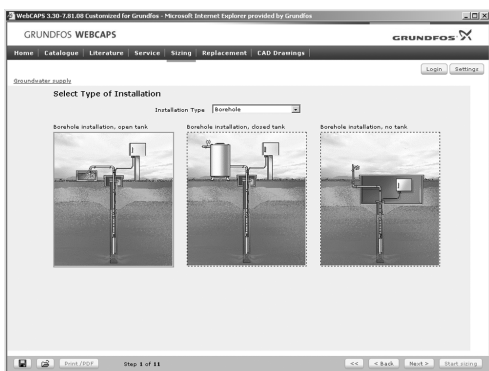 WebCAPS 3.30-7.81.08 Customized for Grundfos - Microsoft Internet Explorer provided by Grundfos
GRUNDFOS WEBCAPS
GRUNDFOS
Home Catalogue Literature Service Sizing Replacement CAD Drawings
Login Settings
Groundwater supply
Select Type of Installation
Installation Type Borehole
Borehole installation, open tank Borehole installation, closed tank Borehole installation, no tank
Print/PDF Step 1 of 11 << < Back Next > Start sizing